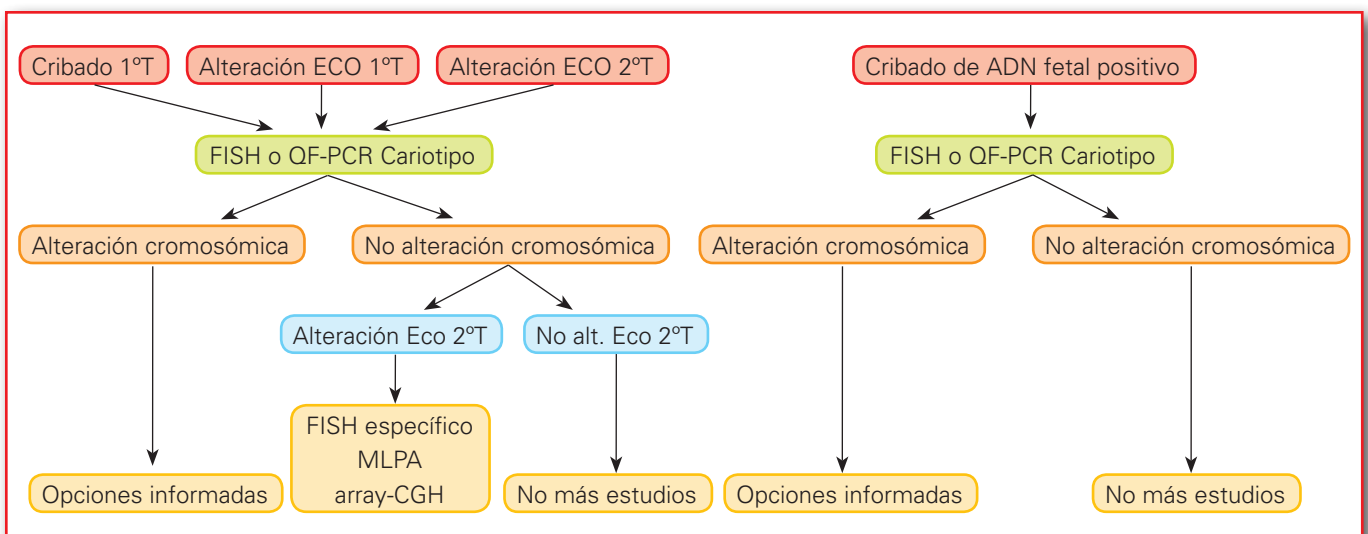 Cribado 1ºT
Alteración ECO 1ºT
Alteración ECO 2ºT
Cribado de ADN fetal positivo
FISH o QF-PCR Cariotipo
FISH o QF-PCR Cariotipo
Alteración cromosómica
No alteración cromosómica
Alteración cromosómica
No alteración cromosómica
Alteración Eco 2ºT
No alt. Eco 2ºT
FISH específico
MLPA
array-CGH
Opciones informadas
No más estudios
Opciones informadas
No más estudios